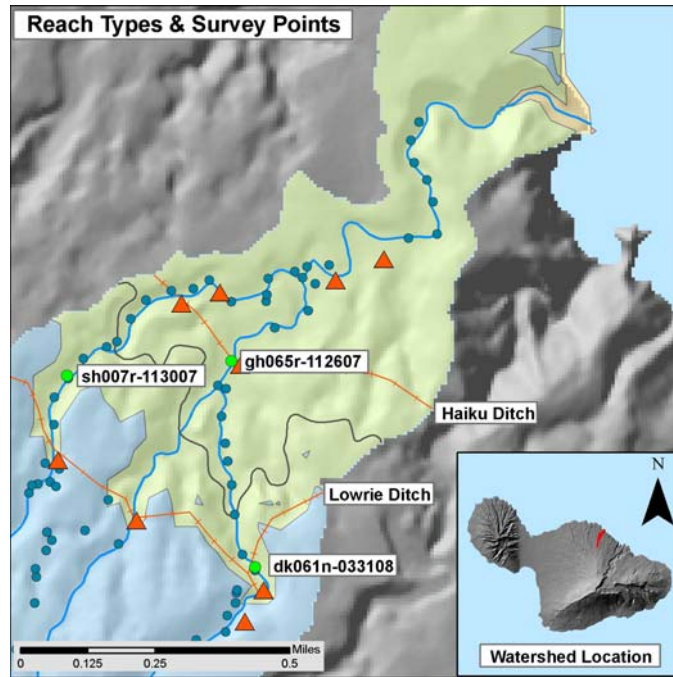 Reach Types & Survey Points
gh065r-112607
sh007r-113007
Haiku Ditch
Lowrie Ditch
N
dk061n-033108
Miles
0 0.125 0.25 0.5
Watershed Location